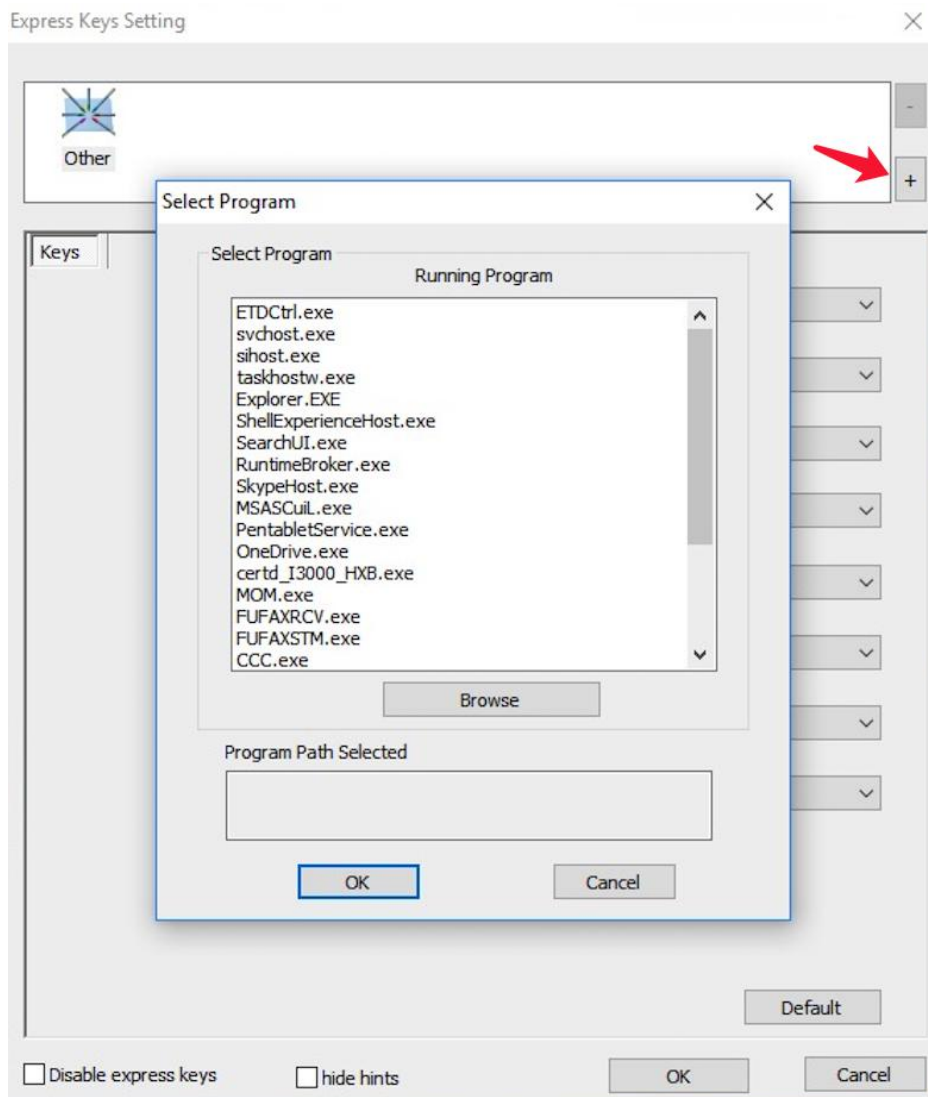 Express Keys Setting
-
Other
+
Select Program
Keys
Select Program
Running Program
ETDCtrl.exe
svchost.exe
sihost.exe
taskhostw.exe
Explorer.EXE
ShellExperienceHost.exe
SearchUI.exe
RuntimeBroker.exe
SkypeHost.exe
MSASCuiL.exe
PentabletService.exe
OneDrive.exe
certd_I3000_HXB.exe
MOM.exe
FUFAXRCV.exe
FUFAXSTM.exe
CCC.exe
Browse
Program Path Selected
OK Cancel
Default
Disable express keys hide hints OK Cancel